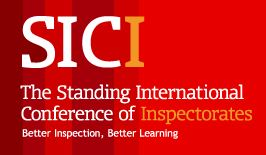 SICI
The Standing International
Conference of Inspectorates
Better Inspection, Better Learning